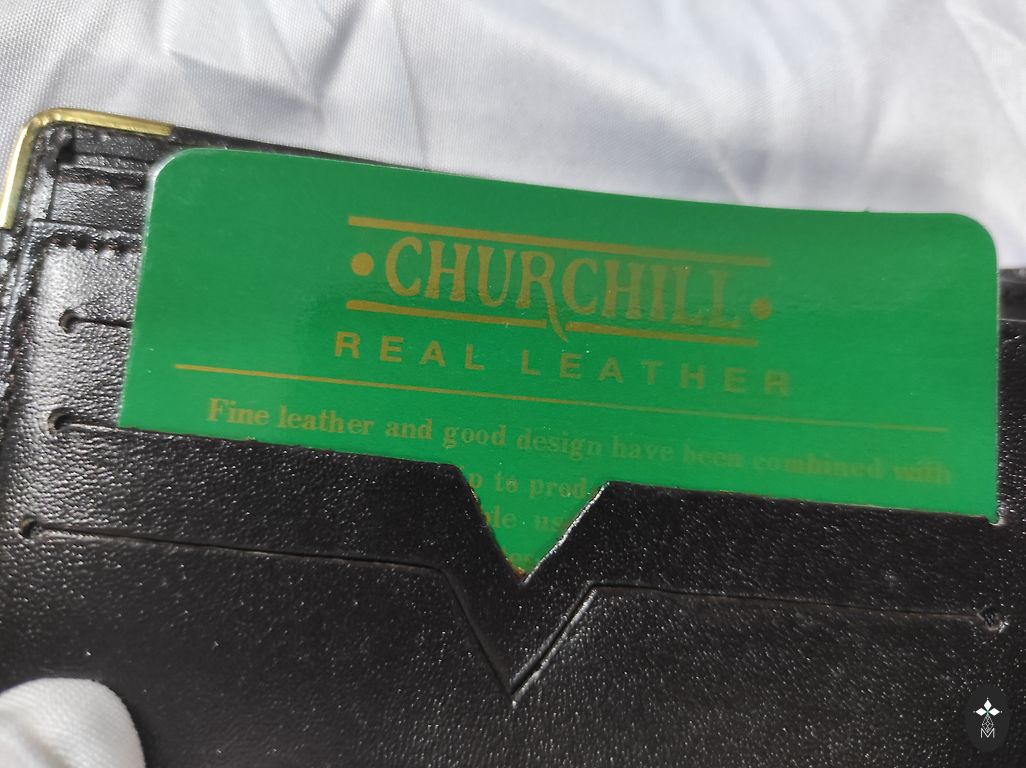 • CHURCHILL •
REAL LEATHER
Fine leather and good design have been combined with
to prod
M